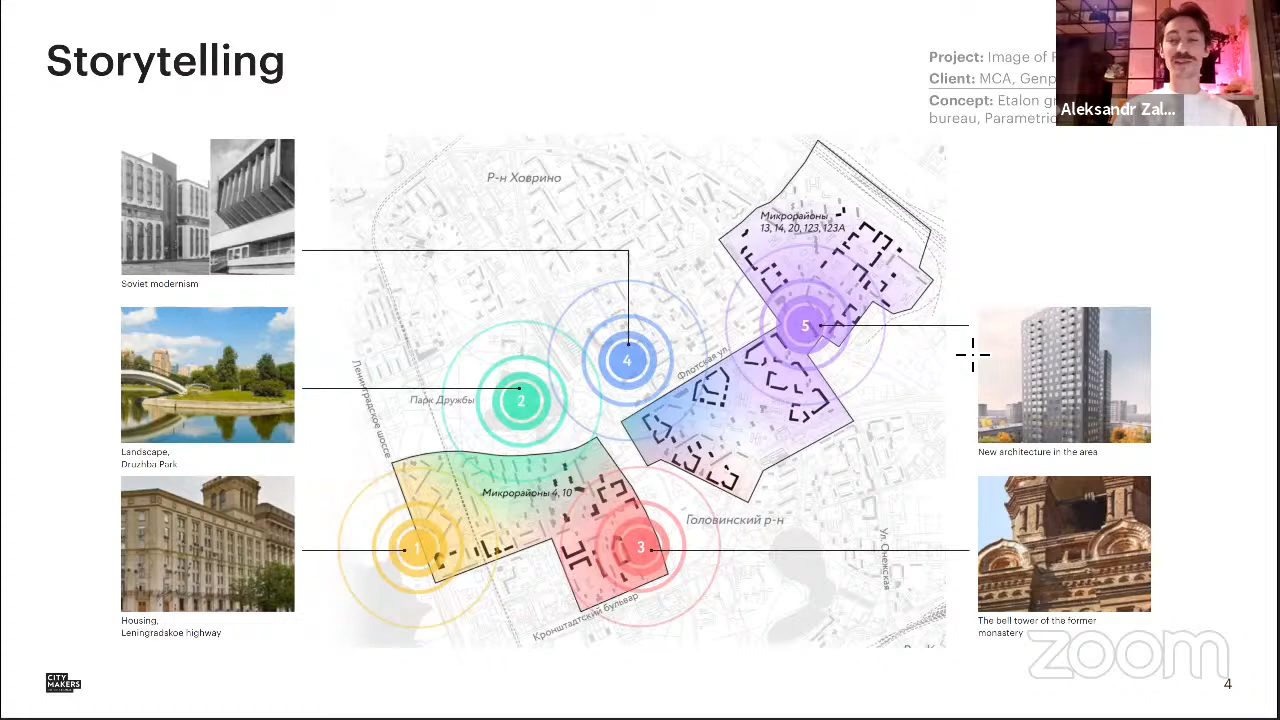 Storytelling
Project: Image of
Client: MCA, Genp
Concept: Etalon gr
bureau, Parametric
Aleksandr Zal...
Soviet modernism
Landscape,
Druzhba Park
Housing,
Leningradskoe highway
Р-н Ховрино
Микрорайоны
13, 14, 20, 123, 123А
5
4
Флотская ул.
Ленинградское шоссе
Парк Дружбы
2
Микрорайоны 4, 10
1
3
Головинский р-н
Ул. Онежская
Кронштадтский бульвар
New architecture in the area
The bell tower of the former
monastery
zoom
CITY
MAKERS
4